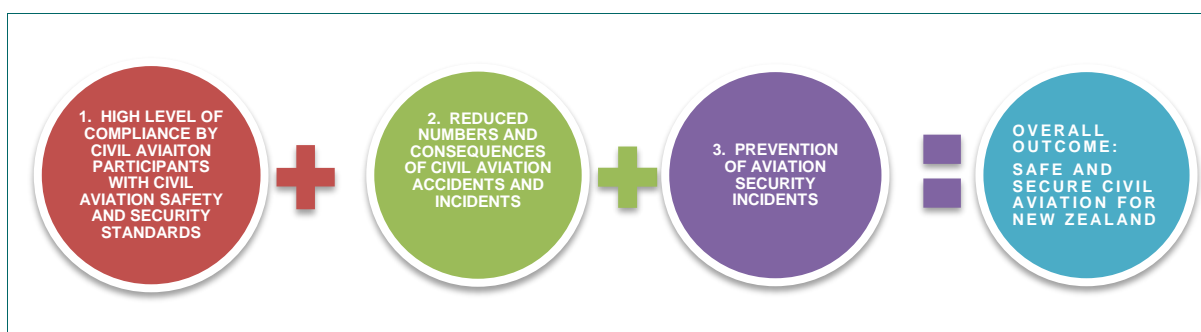 1. HIGH LEVEL OF
COMPLIANCE BY
CIVIL AVIAITON
PARTICIPANTS
WITH CIVIL
AVIATION SAFETY
AND SECURITY
STANDARDS
2. REDUCED
NUMBERS AND
CONSEQUENCES
OF CIVIL AVIATION
ACCIDENTS AND
INCIDENTS
3. PREVENTION
OF AVIATION
SECURITY
INCIDENTS
OVERALL
OUTCOME:
SAFE AND
SECURE CIVIL
AVIATION FOR
NEW ZEALAND